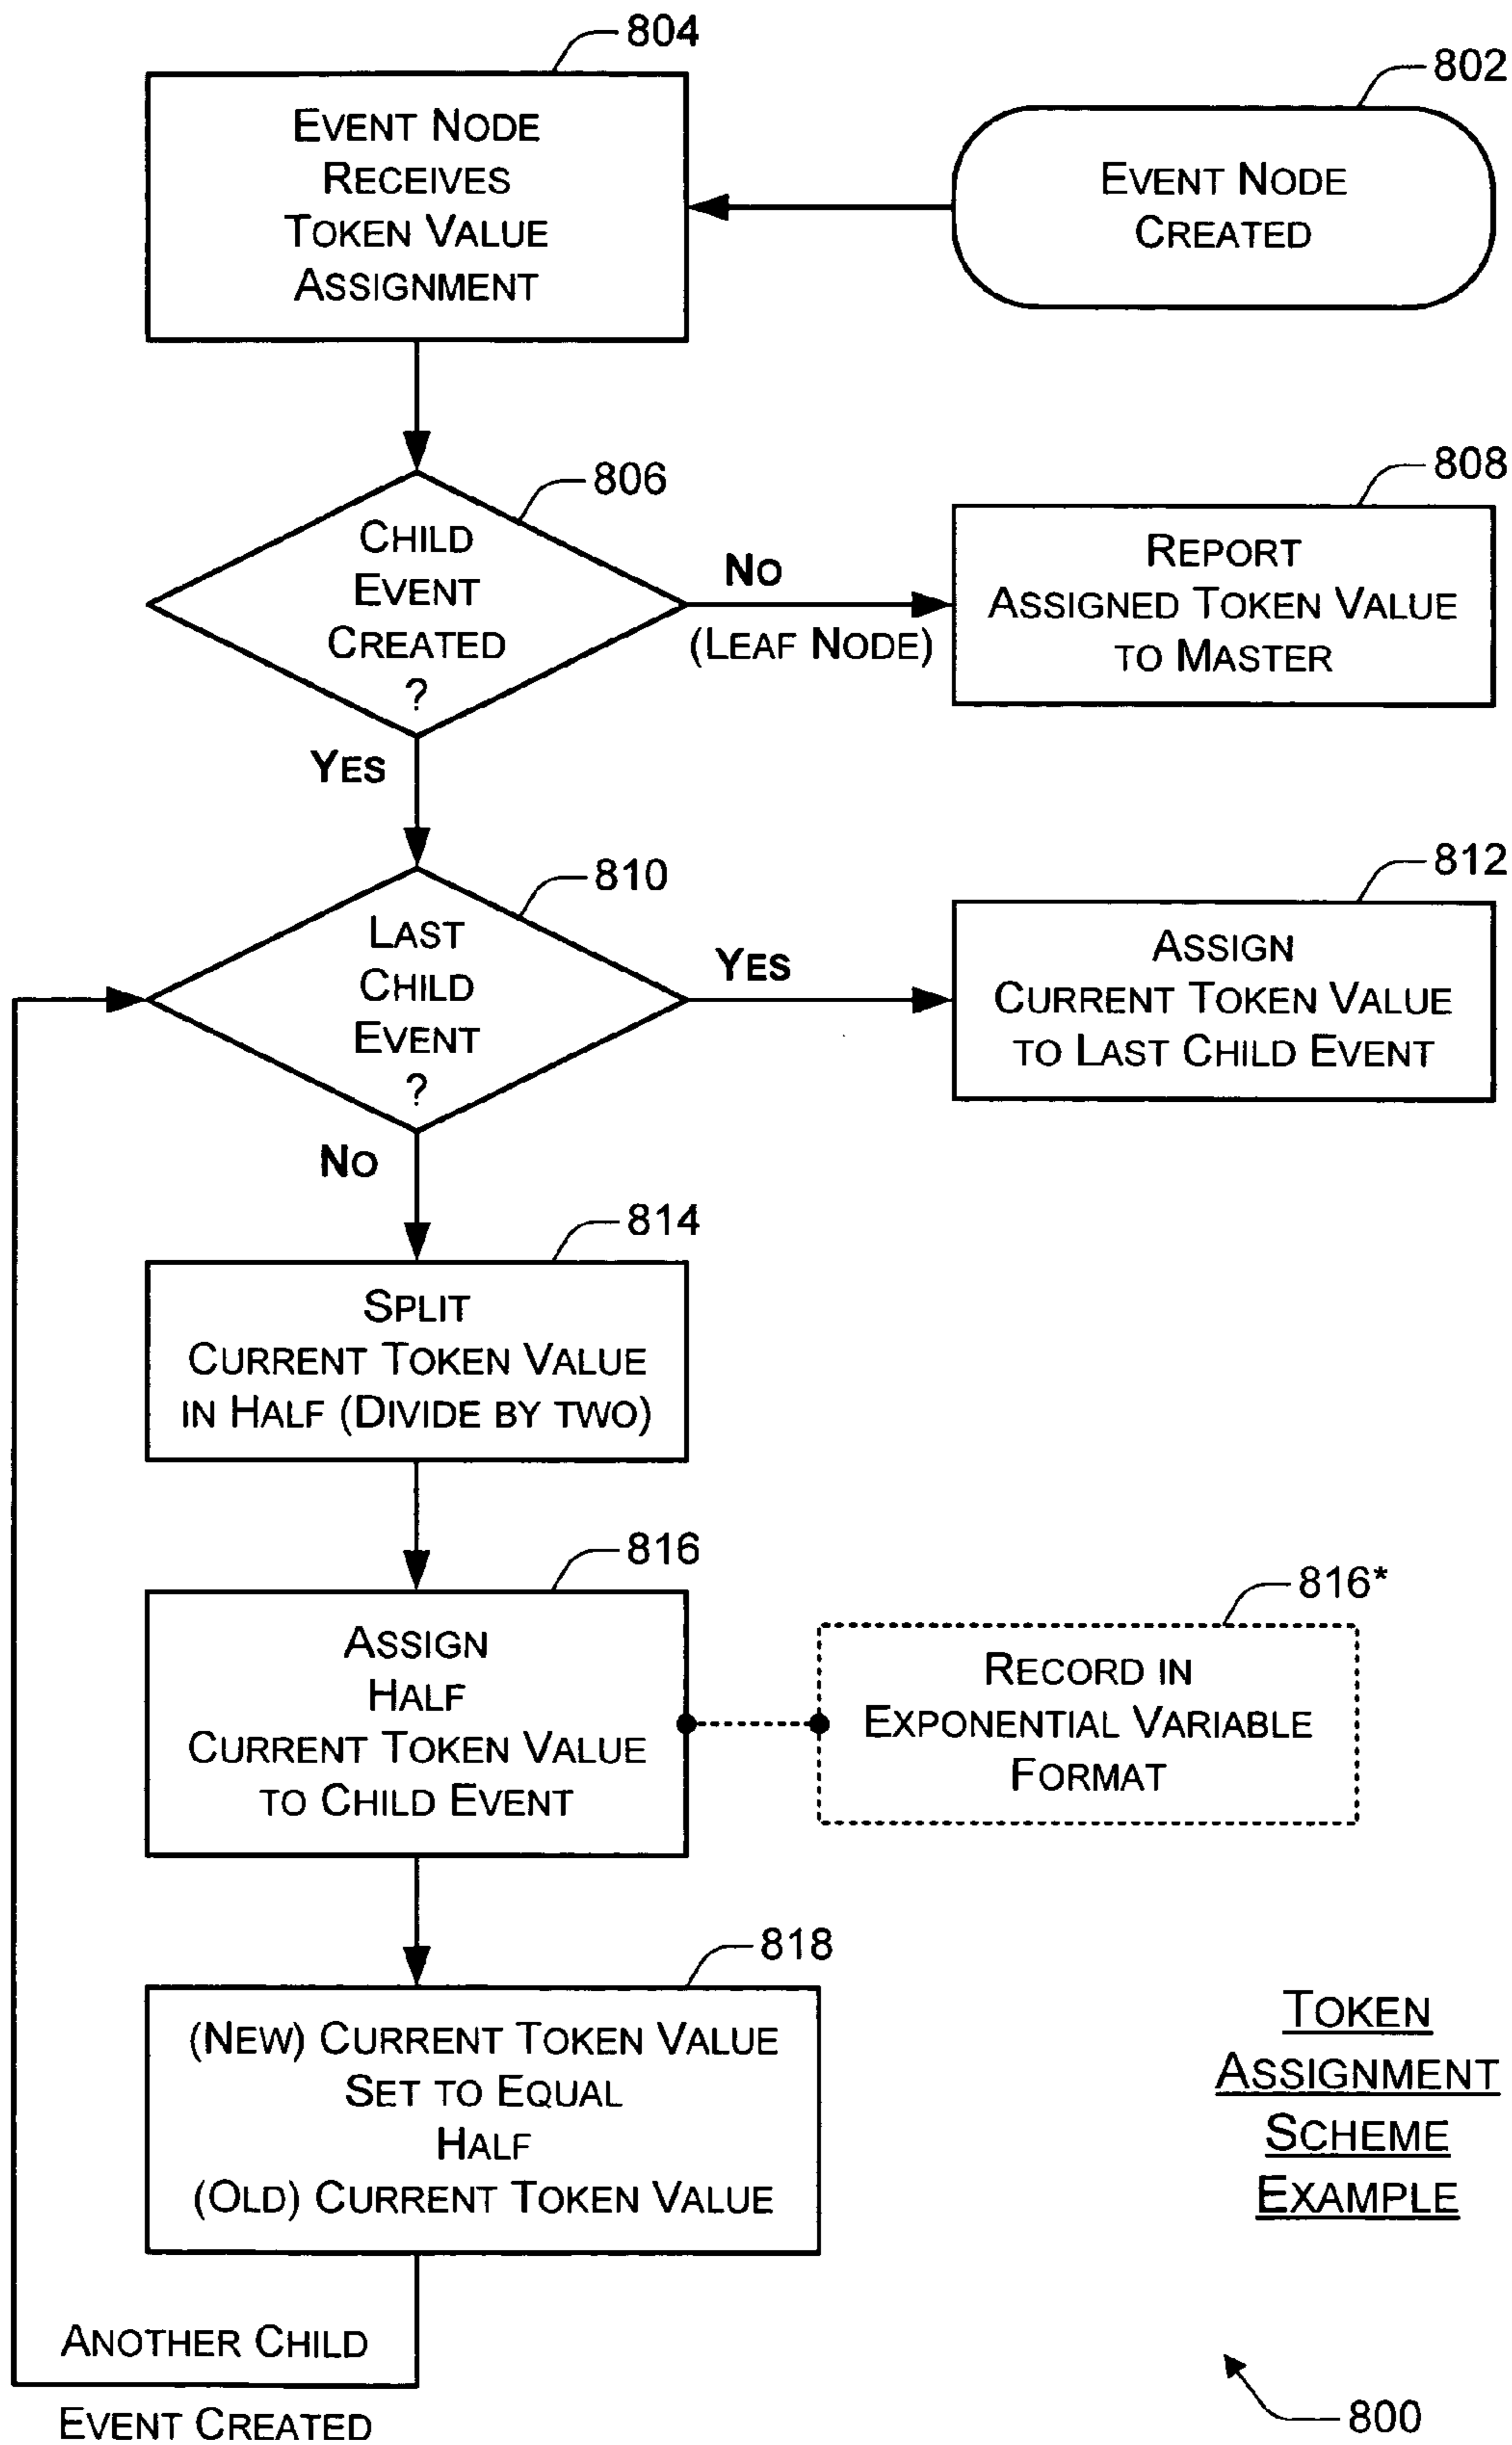 804
EVENT NODE
RECEIVES
TOKEN VALUE
ASSIGNMENT
802
EVENT NODE
CREATED
806
CHILD
EVENT
CREATED
?
NO
(LEAF NODE)
808
REPORT
ASSIGNED TOKEN VALUE
TO MASTER
YES
810
LAST
CHILD
EVENT
?
YES
812
ASSIGN
CURRENT TOKEN VALUE
TO LAST CHILD EVENT
NO
814
SPLIT
CURRENT TOKEN VALUE
IN HALF (DIVIDE BY TWO)
816
ASSIGN
HALF
CURRENT TOKEN VALUE
TO CHILD EVENT
816*
RECORD IN
EXPONENTIAL VARIABLE
FORMAT
818
(NEW) CURRENT TOKEN VALUE
SET TO EQUAL
HALF
(OLD) CURRENT TOKEN VALUE
ANOTHER CHILD
EVENT CREATED
TOKEN
ASSIGNMENT
SCHEME
EXAMPLE
800